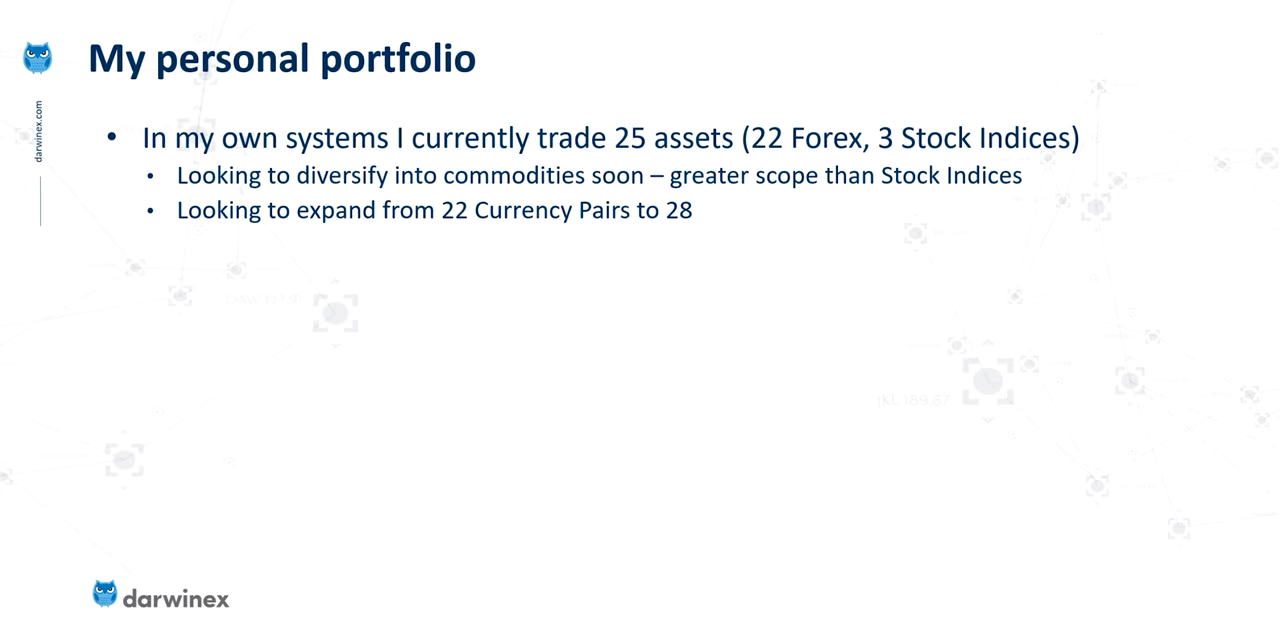 My personal portfolio
darwinex.com
• In my own systems I currently trade 25 assets (22 Forex, 3 Stock Indices)
• Looking to diversify into commodities soon – greater scope than Stock Indices
• Looking to expand from 22 Currency Pairs to 28
darwinex